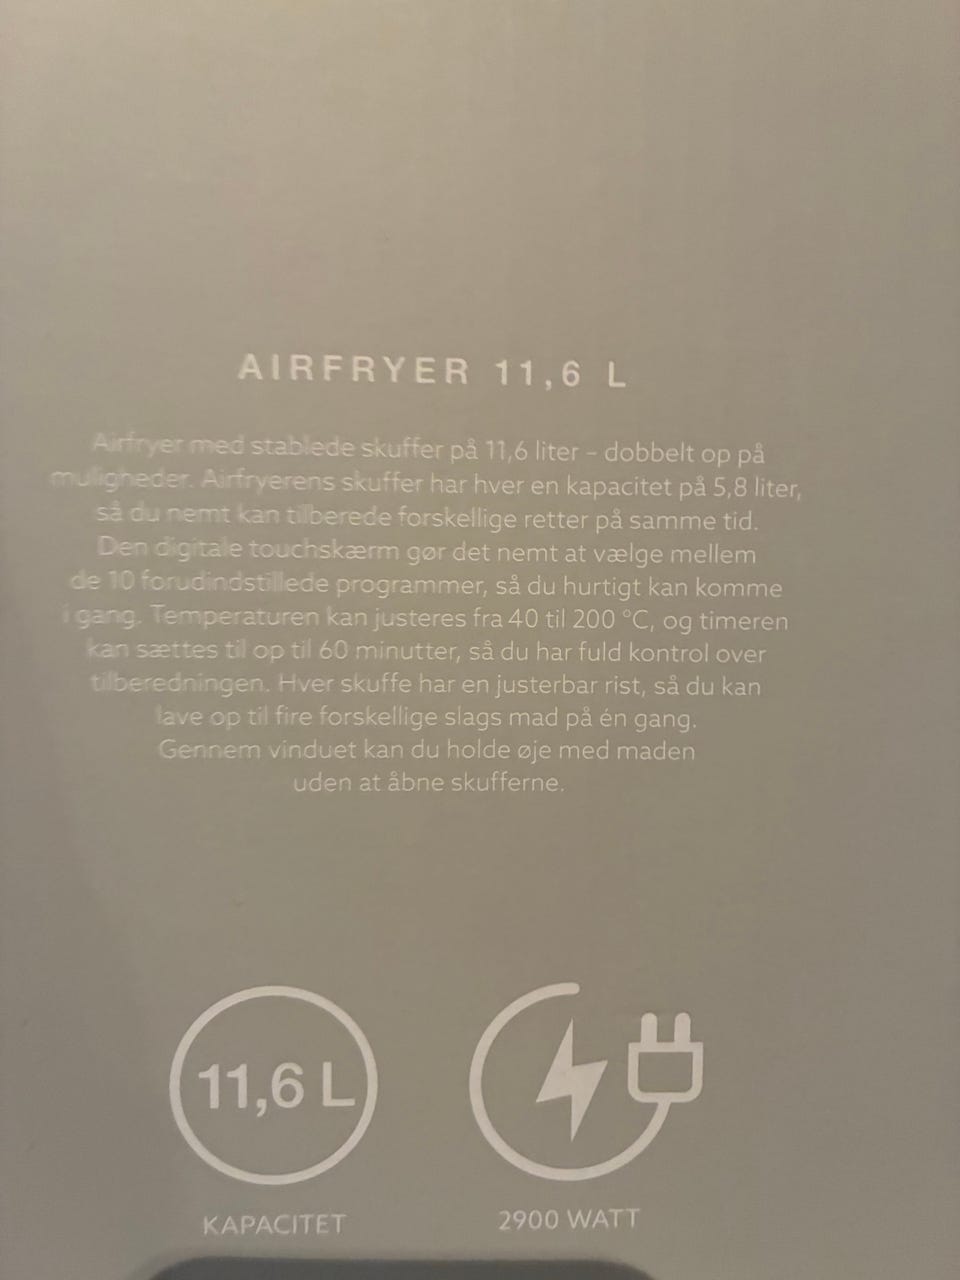 AIRFRYER 11,6 L
Airfryer med stablede skuffer på 11,6 liter – dobbelt op på
muligheder. Airfryerens skuffer har hver en kapacitet på 5,8 liter,
så du nemt kan tilberede forskellige retter på samme tid.
Den digitale touchskærm gør det nemt at vælge mellem
de 10 forudindstillede programmer, så du hurtigt kan komme
i gang. Temperaturen kan justeres fra 40 til 200 °C, og timeren
kan sættes til op til 60 minutter, så du har fuld kontrol over
tilberedningen. Hver skuffe har en justerbar rist, så du kan
lave op til fire forskellige slags mad på én gang.
Gennem vinduet kan du holde øje med maden
uden at åbne skufferne.
11,6 L
KAPACITET
2900 WATT